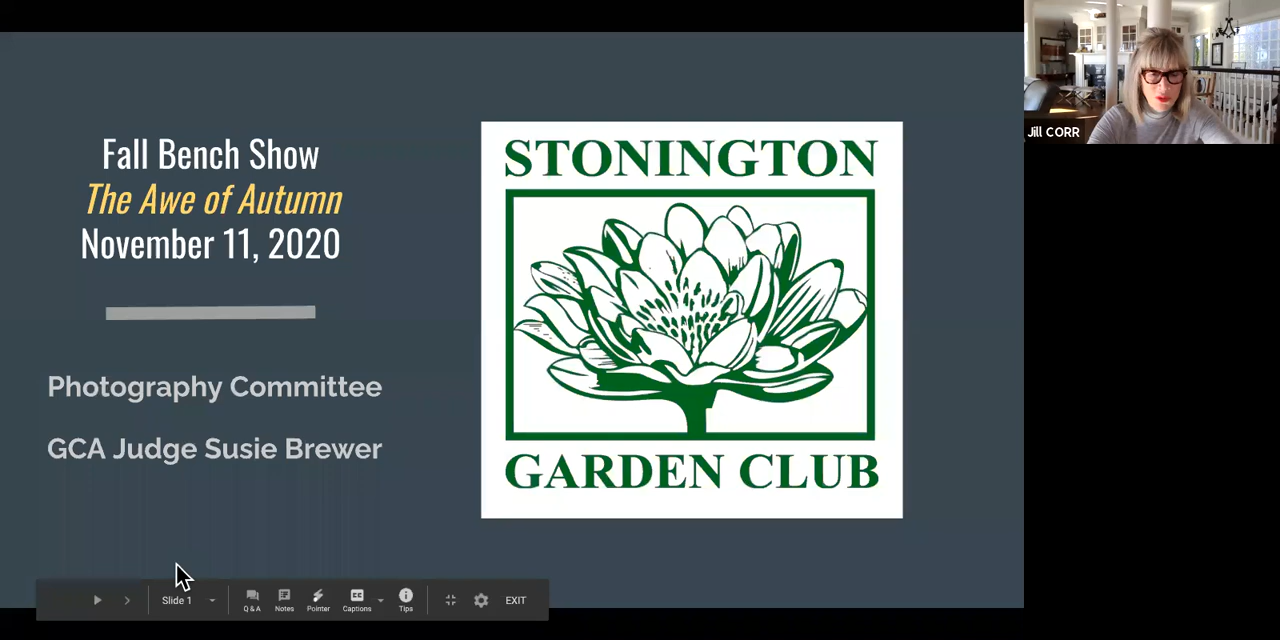 Fall Bench Show
The Awe of Autumn
November 11, 2020
Photography Committee
GCA Judge Susie Brewer
STONINGTON
GARDEN CLUB
Jill CORR
Slide 1
Q & A
Notes
Pointer
Captions
Tips
EXIT